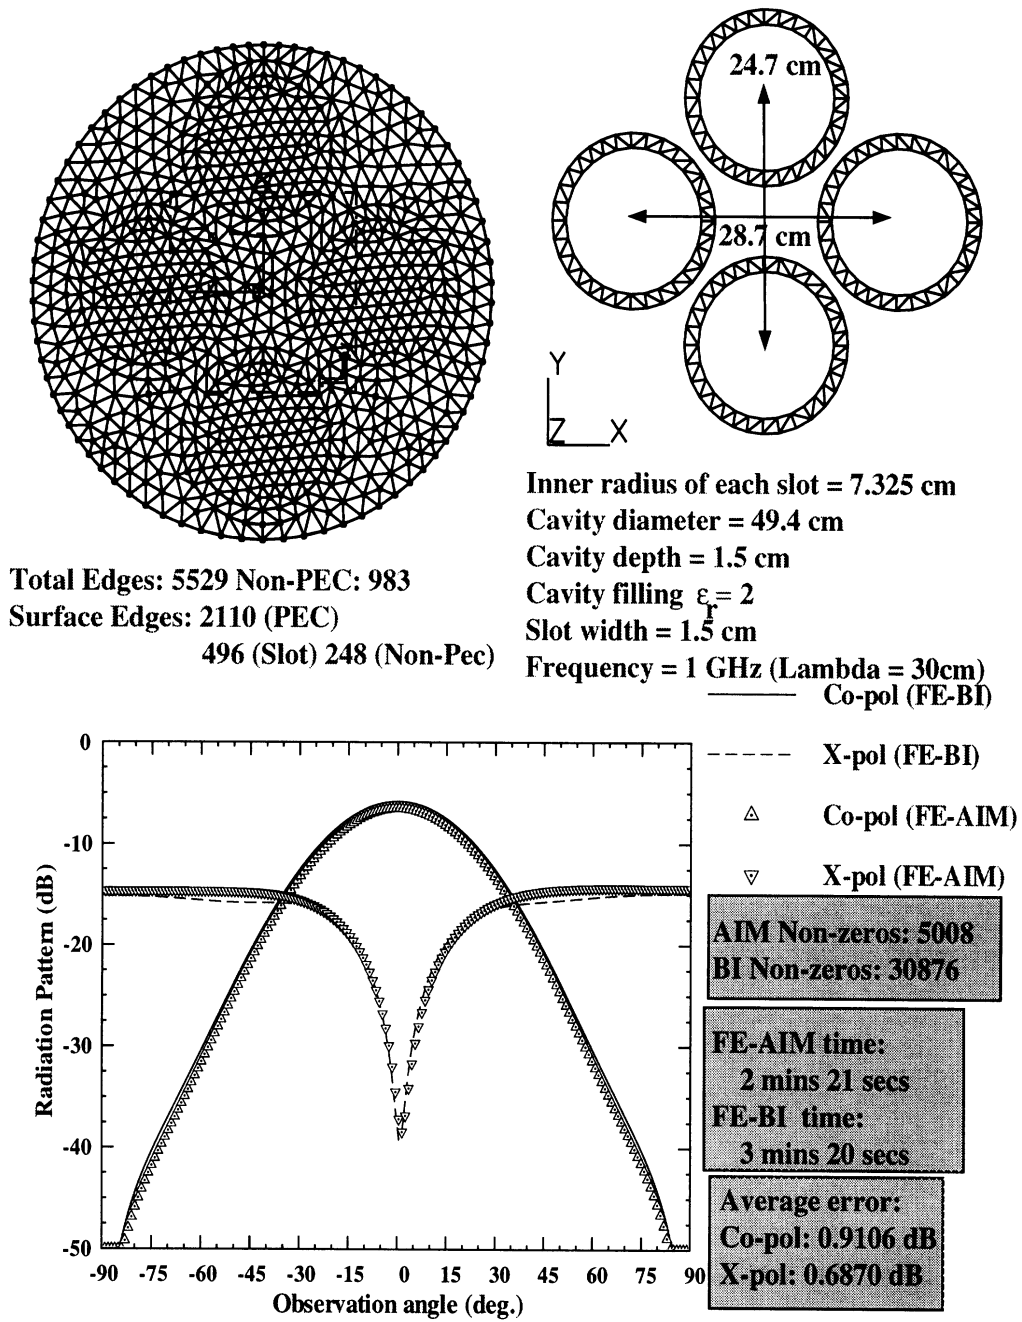 24.7 cm
28.7 cm
Y
Z
X
Inner radius of each slot = 7.325 cm
Cavity diameter = 49.4 cm
Cavity depth = 1.5 cm
Cavity filling εr = 2
Slot width = 1.5 cm
Frequency = 1 GHz (Lambda = 30cm)
Total Edges: 5529 Non-PEC: 983
Surface Edges: 2110 (PEC)
496 (Slot) 248 (Non-Pec)
Co-pol (FE-BI)
X-pol (FE-BI)
Co-pol (FE-AIM)
X-pol (FE-AIM)
AIM Non-zeros: 5008
BI Non-zeros: 30876
FE-AIM time:
2 mins 21 secs
FE-BI time:
3 mins 20 secs
Average error:
Co-pol: 0.9106 dB
X-pol: 0.6870 dB
Radiation Pattern (dB)
0
-10
-20
-30
-40
-50
-90 -75 -60 -45 -30 -15 0 15 30 45 60 75 90
Observation angle (deg.)